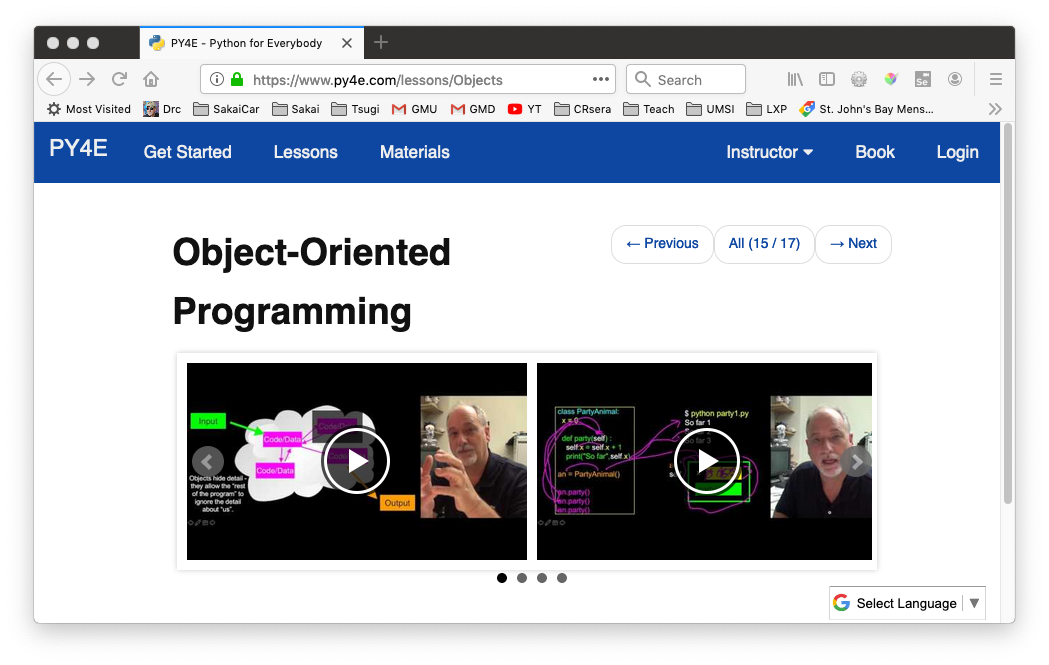 PY4E - Python for Everybody
https://www.py4e.com/lessons/Objects
Search
Most Visited Drc SakaiCar Sakai Tsugi GMU GMD YT CRsera Teach UMSI LXP St. John's Bay Mens...
PY4E Get Started Lessons Materials Instructor Book Login
Object-Oriented
Programming
← Previous All (15 / 17) → Next
Input
Code/Data
Code/Data
Code/Data
Objects hide detail -
they allow the “rest
of the program” to
ignore the detail
about “us”.
Output
class PartyAnimal:
x = 0
def party(self) :
self.x = self.x + 1
print("So far",self.x)
an = PartyAnimal()
an.party()
an.party()
an.party()
$ python party1.py
So far 1
So far 3
Select Language